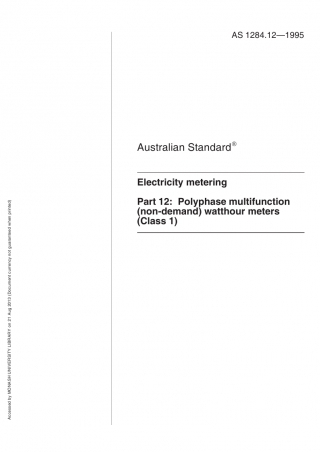 AS 1284.12—1995
Australian Standard®
Electricity metering
Part 12: Polyphase multifunction
(non-demand) watthour meters
(Class 1)
Accessed by MONASH UNIVERSITY LIBRARY on 21 Aug 2013 (Document currency not guaranteed when printed)